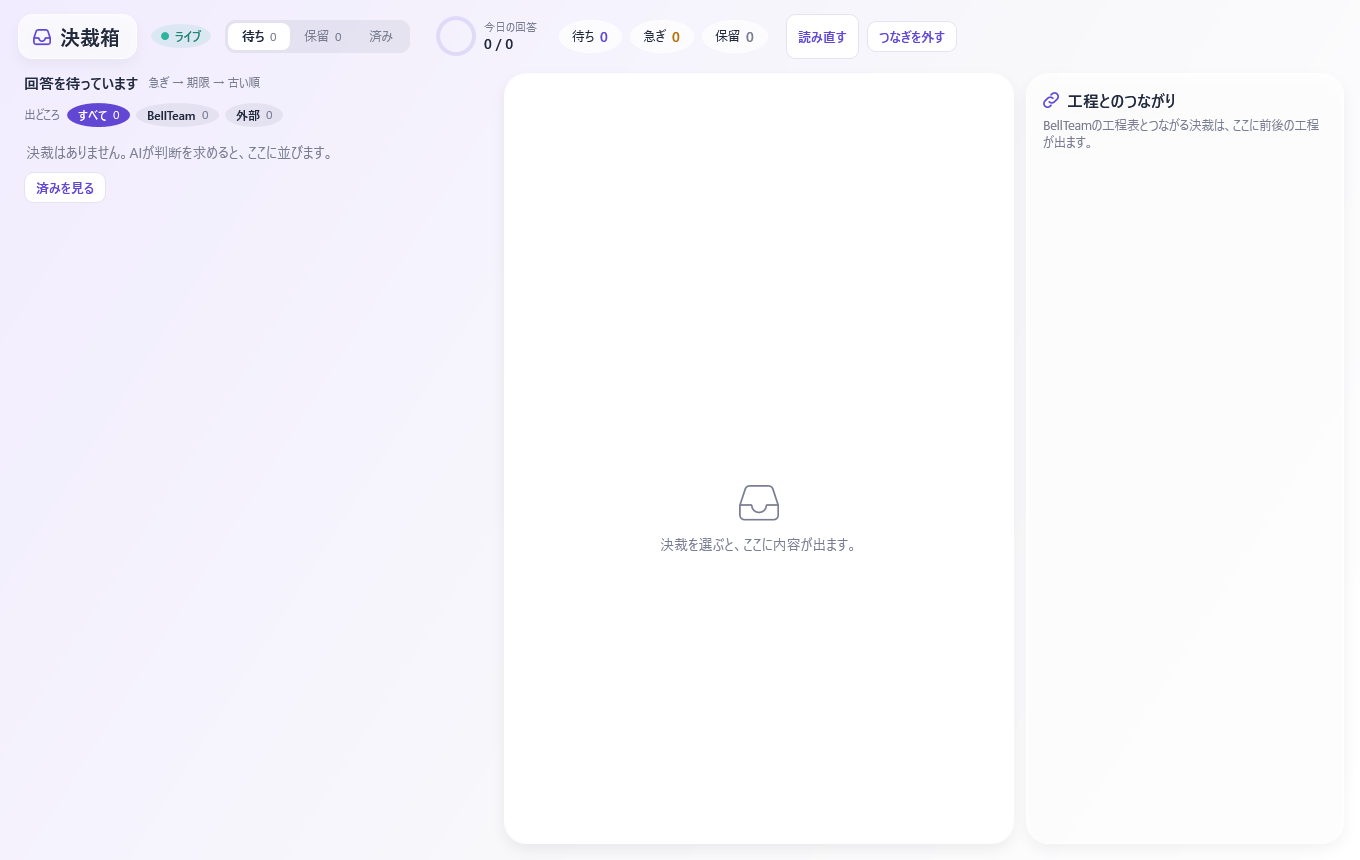 決裁箱
ライブ
待ち 0
保留 0
済み
今日の回答
0 / 0
待ち 0
急ぎ 0
保留 0
読み直す
つなぎを外す
回答を待っています 急ぎ → 期限 → 古い順
出どころ すべて 0 BellTeam 0 外部 0
決裁はありません。AIが判断を求めると、ここに並びます。
済みを見る
決裁を選ぶと、ここに内容が出ます。
工程とのつながり
BellTeamの工程表とつながる決裁は、ここに前後の工程
が出ます。